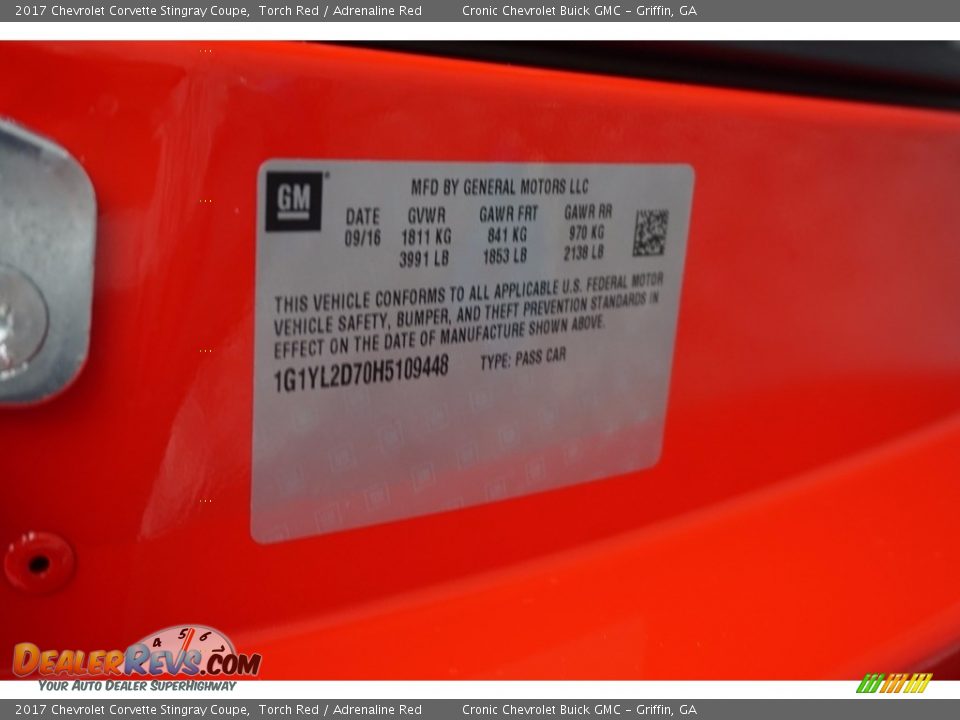 2017 Chevrolet Corvette Stingray Coupe, Torch Red / Adrenaline Red Cronic Chevrolet Buick GMC - Griffin, GA
GM® MFD BY GENERAL MOTORS LLC
DATE GVWR GAWR FRT GAWR RR
09/16 1811 KG 841 KG 970 KG
3991 LB 1853 LB 2138 LB
THIS VEHICLE CONFORMS TO ALL APPLICABLE U.S. FEDERAL MOTOR
VEHICLE SAFETY, BUMPER, AND THEFT PREVENTION STANDARDS IN
EFFECT ON THE DATE OF MANUFACTURE SHOWN ABOVE.
1G1YL2D70H5109448 TYPE: PASS CAR
4 5 6
DEALERREVS.COM
YOUR AUTO DEALER SUPERHIGHWAY
2017 Chevrolet Corvette Stingray Coupe, Torch Red / Adrenaline Red Cronic Chevrolet Buick GMC - Griffin, GA